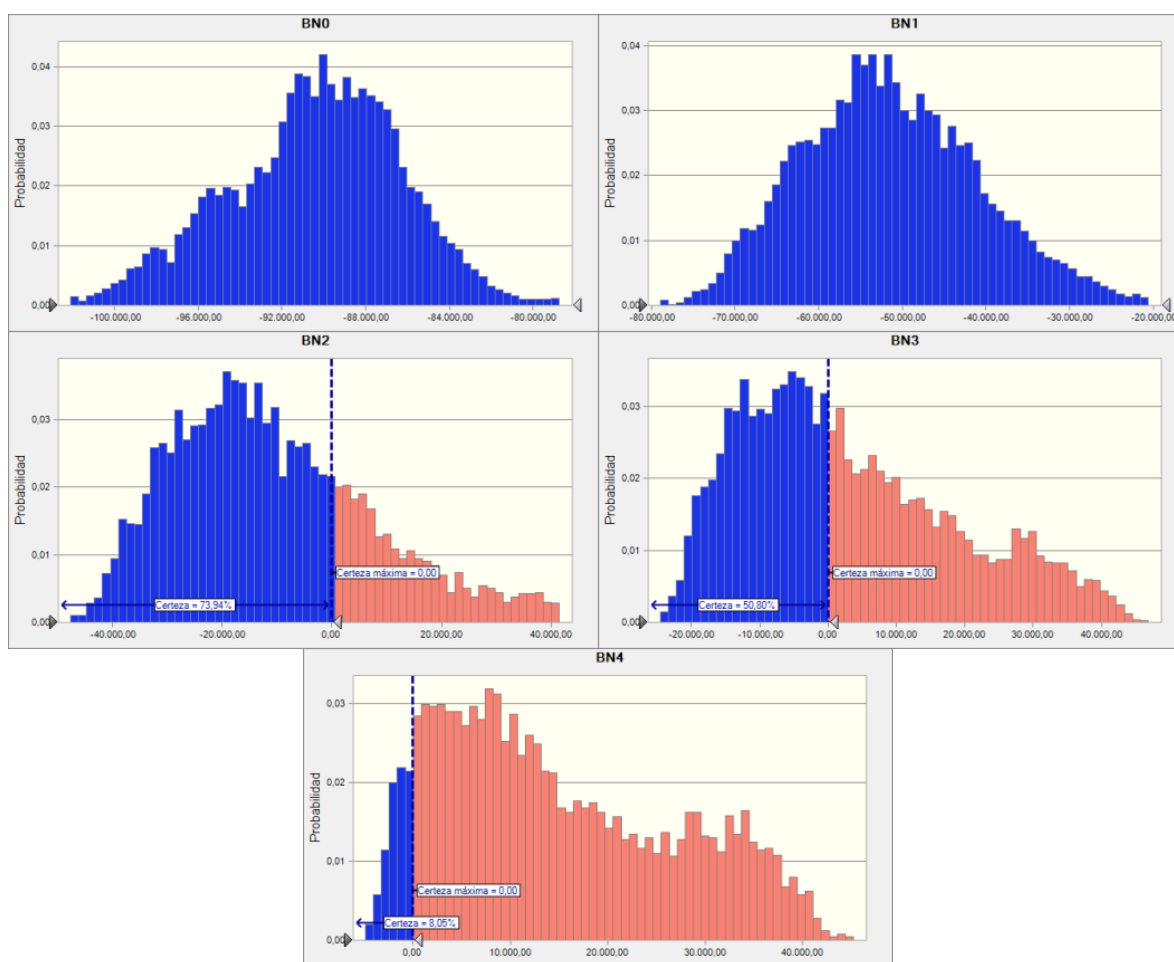 BN0
Probabilidad
0,04
0,03
0,02
0,01
0,00
-100.000,00 -96.000,00 -92.000,00 -88.000,00 -84.000,00 -80.000,00
BN1
Probabilidad
0,04
0,03
0,02
0,01
0,00
-80.000,00 -70.000,00 -60.000,00 -50.000,00 -40.000,00 -30.000,00 -20.000,00
BN2
Probabilidad
0,03
0,02
0,01
0,00
Certeza máxima = 0,00
Certeza = 73,94%
-40.000,00 -20.000,00 0,00 20.000,00 40.000,00
BN3
Probabilidad
0,03
0,02
0,01
0,00
Certeza máxima = 0,00
Certeza = 50,80%
-20.000,00 -10.000,00 0,00 10.000,00 20.000,00 30.000,00 40.000,00
BN4
Probabilidad
0,03
0,02
0,01
0,00
Certeza máxima = 0,00
Certeza = 8,05%
0,00 10.000,00 20.000,00 30.000,00 40.000,00